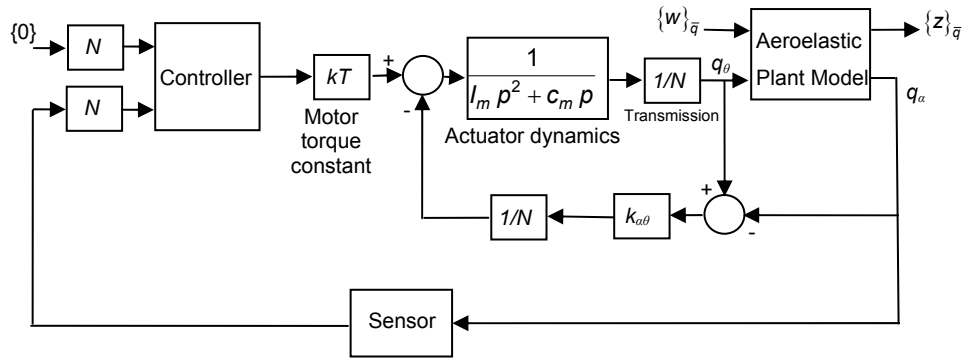 {0}
N
N
Controller
kT
Motor
torque
constant
+
-
1
I_m p² + c_m p
Actuator dynamics
1/N
Transmission
q_θ
{w}_q̅
Aeroelastic
Plant Model
{z}_q̅
q_α
+
-
k_αθ
1/N
Sensor